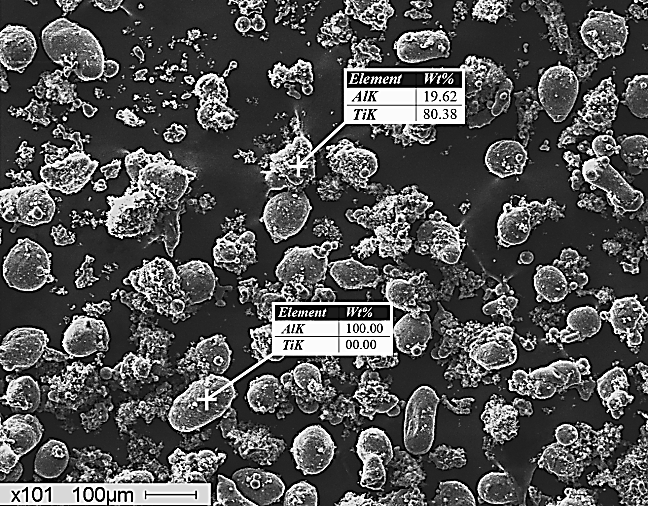 Element Wt%
AlK 19.62
TiK 80.38
Element Wt%
AlK 100.00
TiK 00.00
x101 100µm